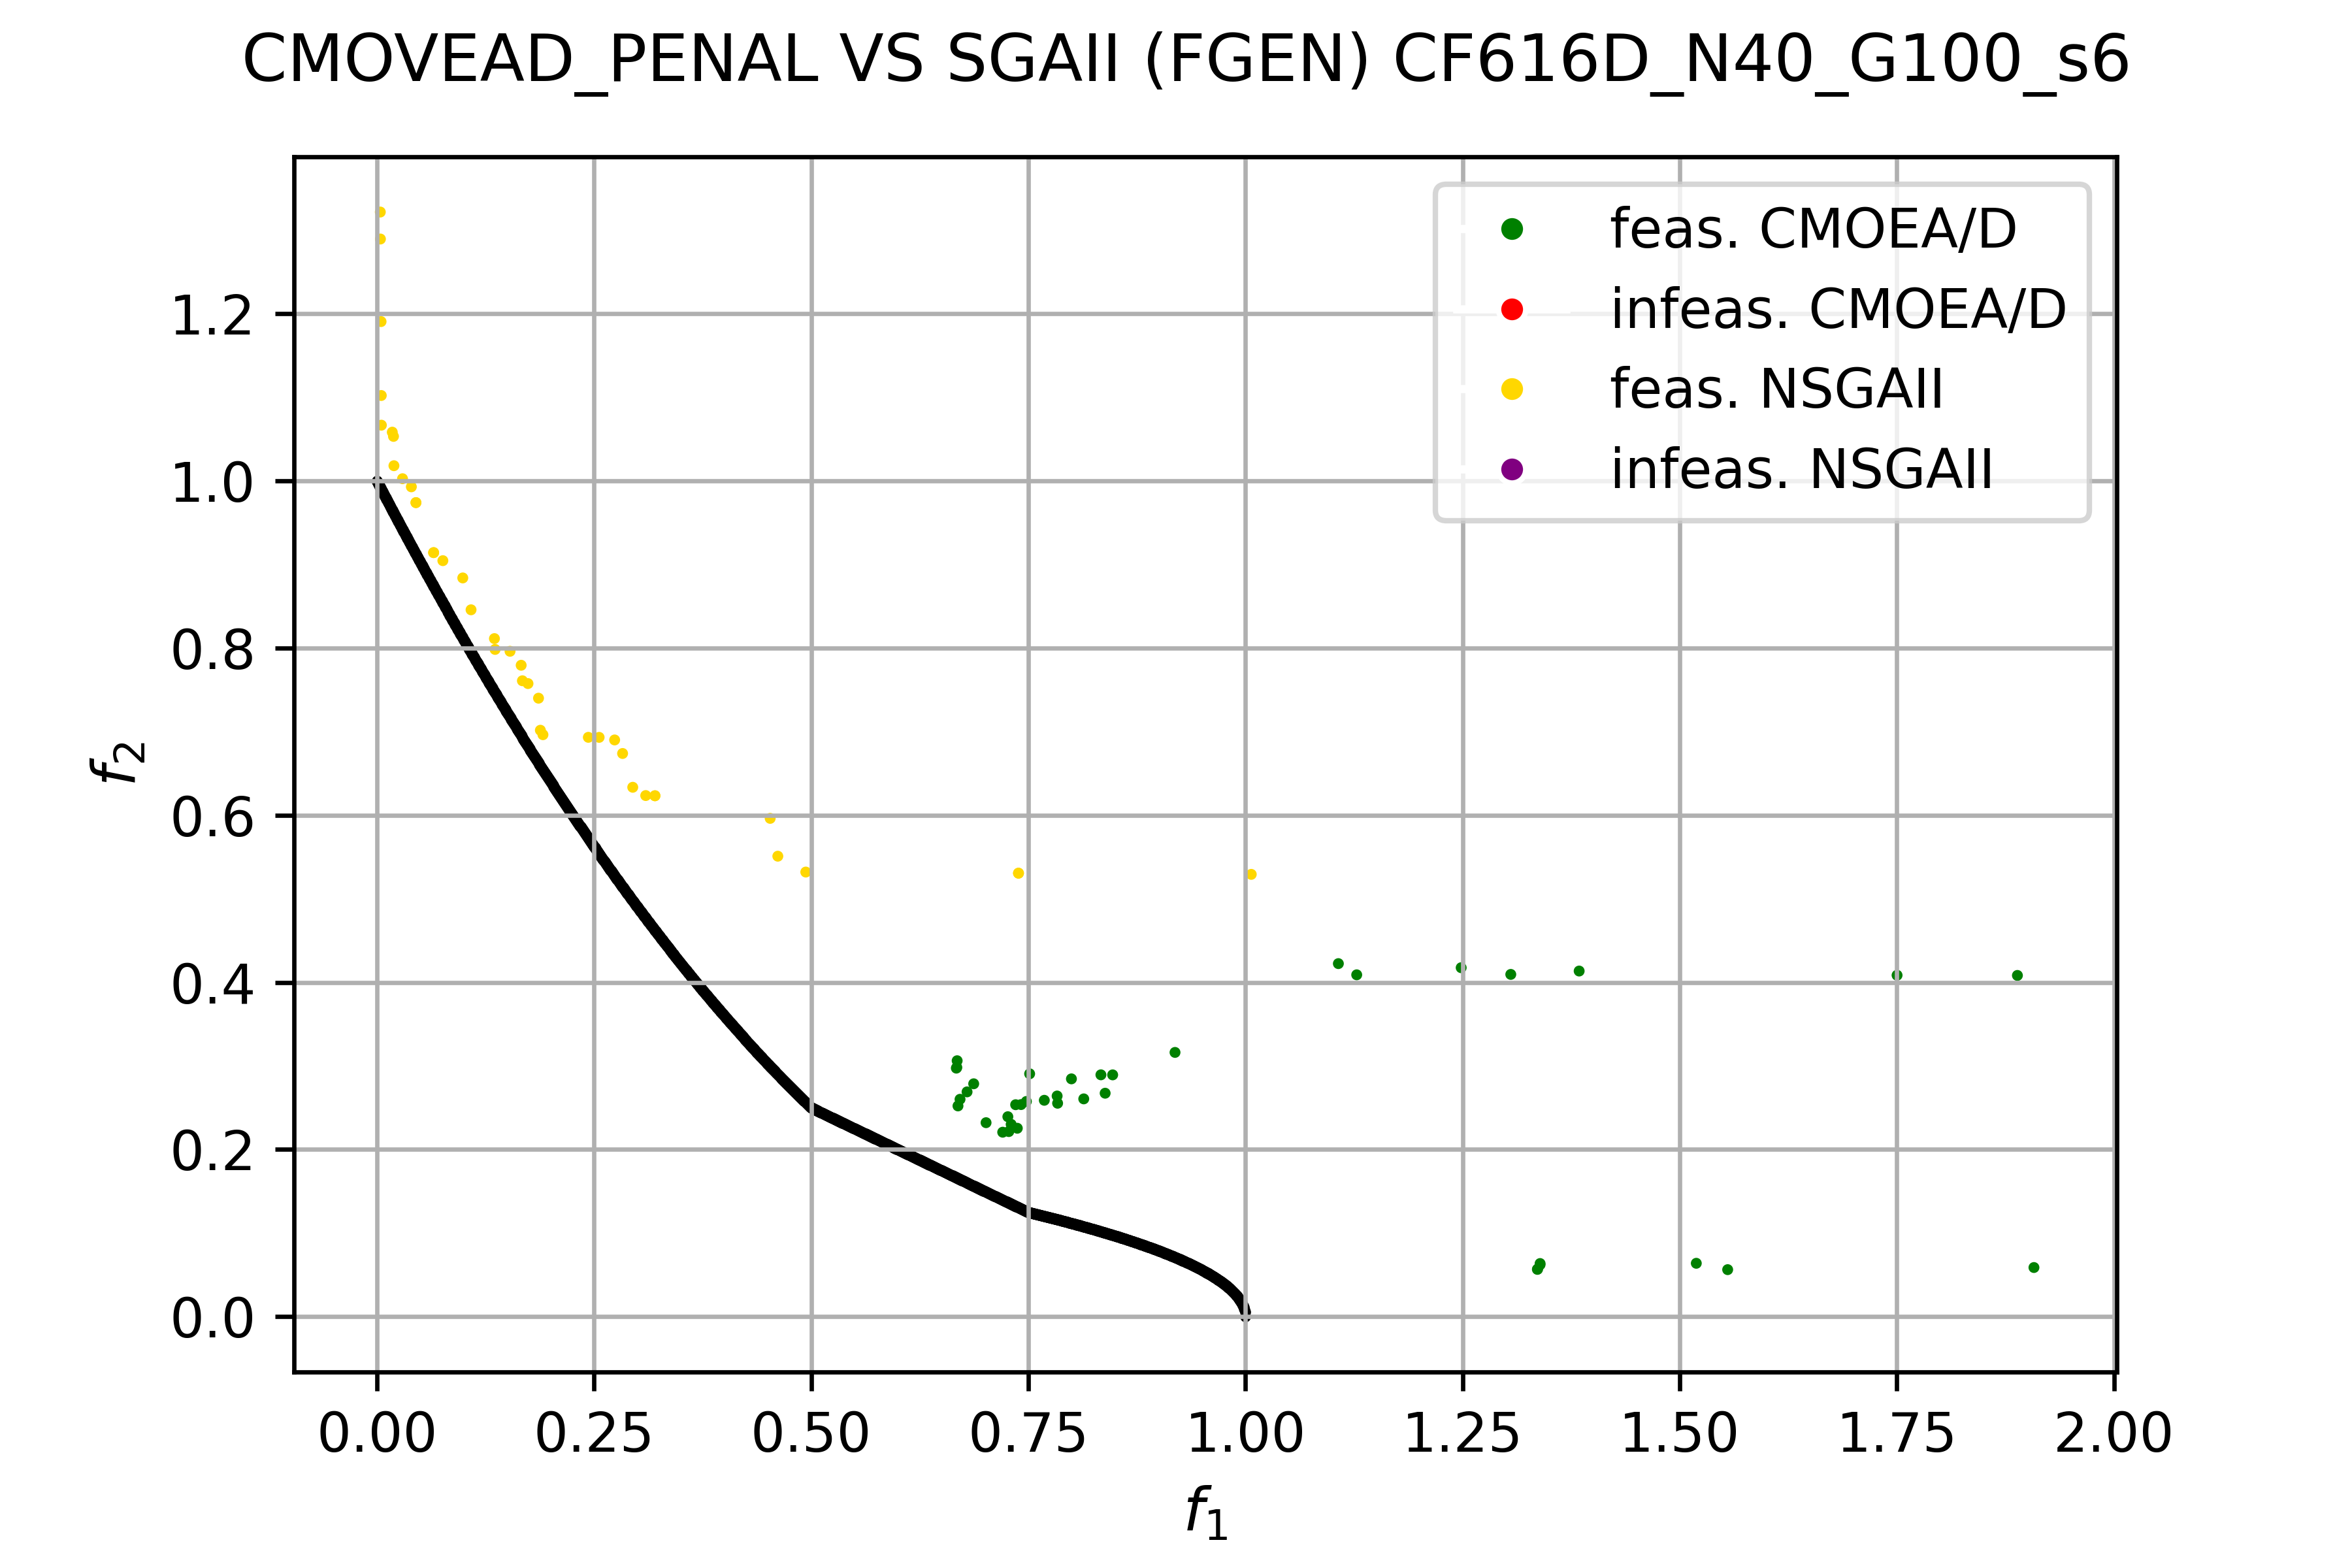 CMOVEAD_PENAL VS SGAII (FGEN) CF616D_N40_G100_s6
feas. CMOEA/D
infeas. CMOEA/D
feas. NSGAII
infeas. NSGAII
1.2
1.0
0.8
0.6
0.4
0.2
0.0
f2
0.00 0.25 0.50 0.75 1.00 1.25 1.50 1.75 2.00
f1